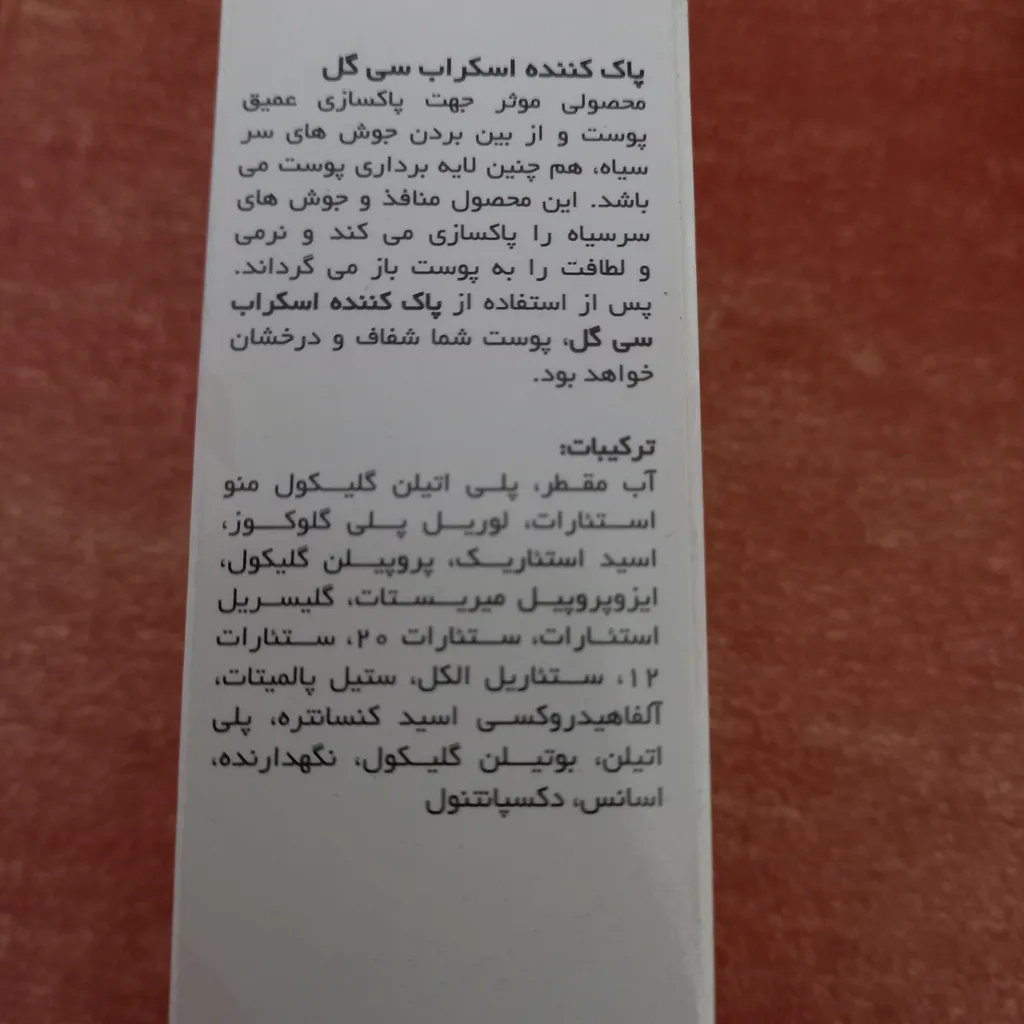 پاک کننده اسکراب سی گل
محصولی موثر جهت پاکسازی عمیق
پوست و از بین بردن جوش های سر
سیاه، هم چنین لایه برداری پوست می
باشد. این محصول منافذ و جوش های
سرسیاه را پاکسازی می کند و نرمی
و لطافت را به پوست باز می گرداند.
پس از استفاده از پاک کننده اسکراب
سی گل، پوست شما شفاف و درخشان
خواهد بود.
ترکیبات:
آب مقطر، پلی اتیلن گلیکول منو
استئارات، لوریل پلی گلوکوز،
اسید استئاریک، پروپیلن گلیکول،
ایزوپروپیل میریستات، گلیسریل
استئارات، ستئارات ۲۰، ستئارات
۱۲، ستئاریل الکل، ستیل پالمیتات،
آلفاهیدروکسی اسید کنسانتره، پلی
اتیلن، بوتیلن گلیکول، نگهدارنده،
اسانس، دکسپانتنول